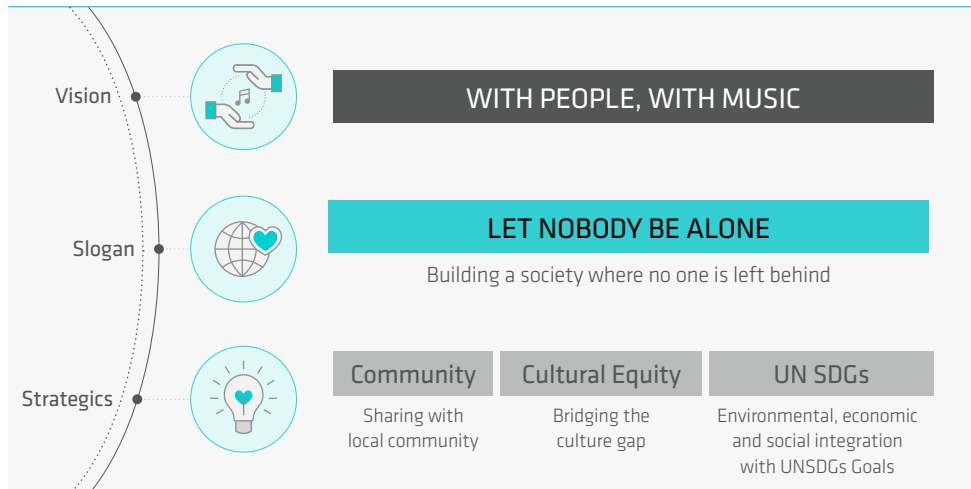 Vision
WITH PEOPLE, WITH MUSIC
Slogan
LET NOBODY BE ALONE
Building a society where no one is left behind
Strategics
Community
Sharing with
local community
Cultural Equity
Bridging the
culture gap
UN SDGs
Environmental, economic
and social integration
with UNSDGs Goals